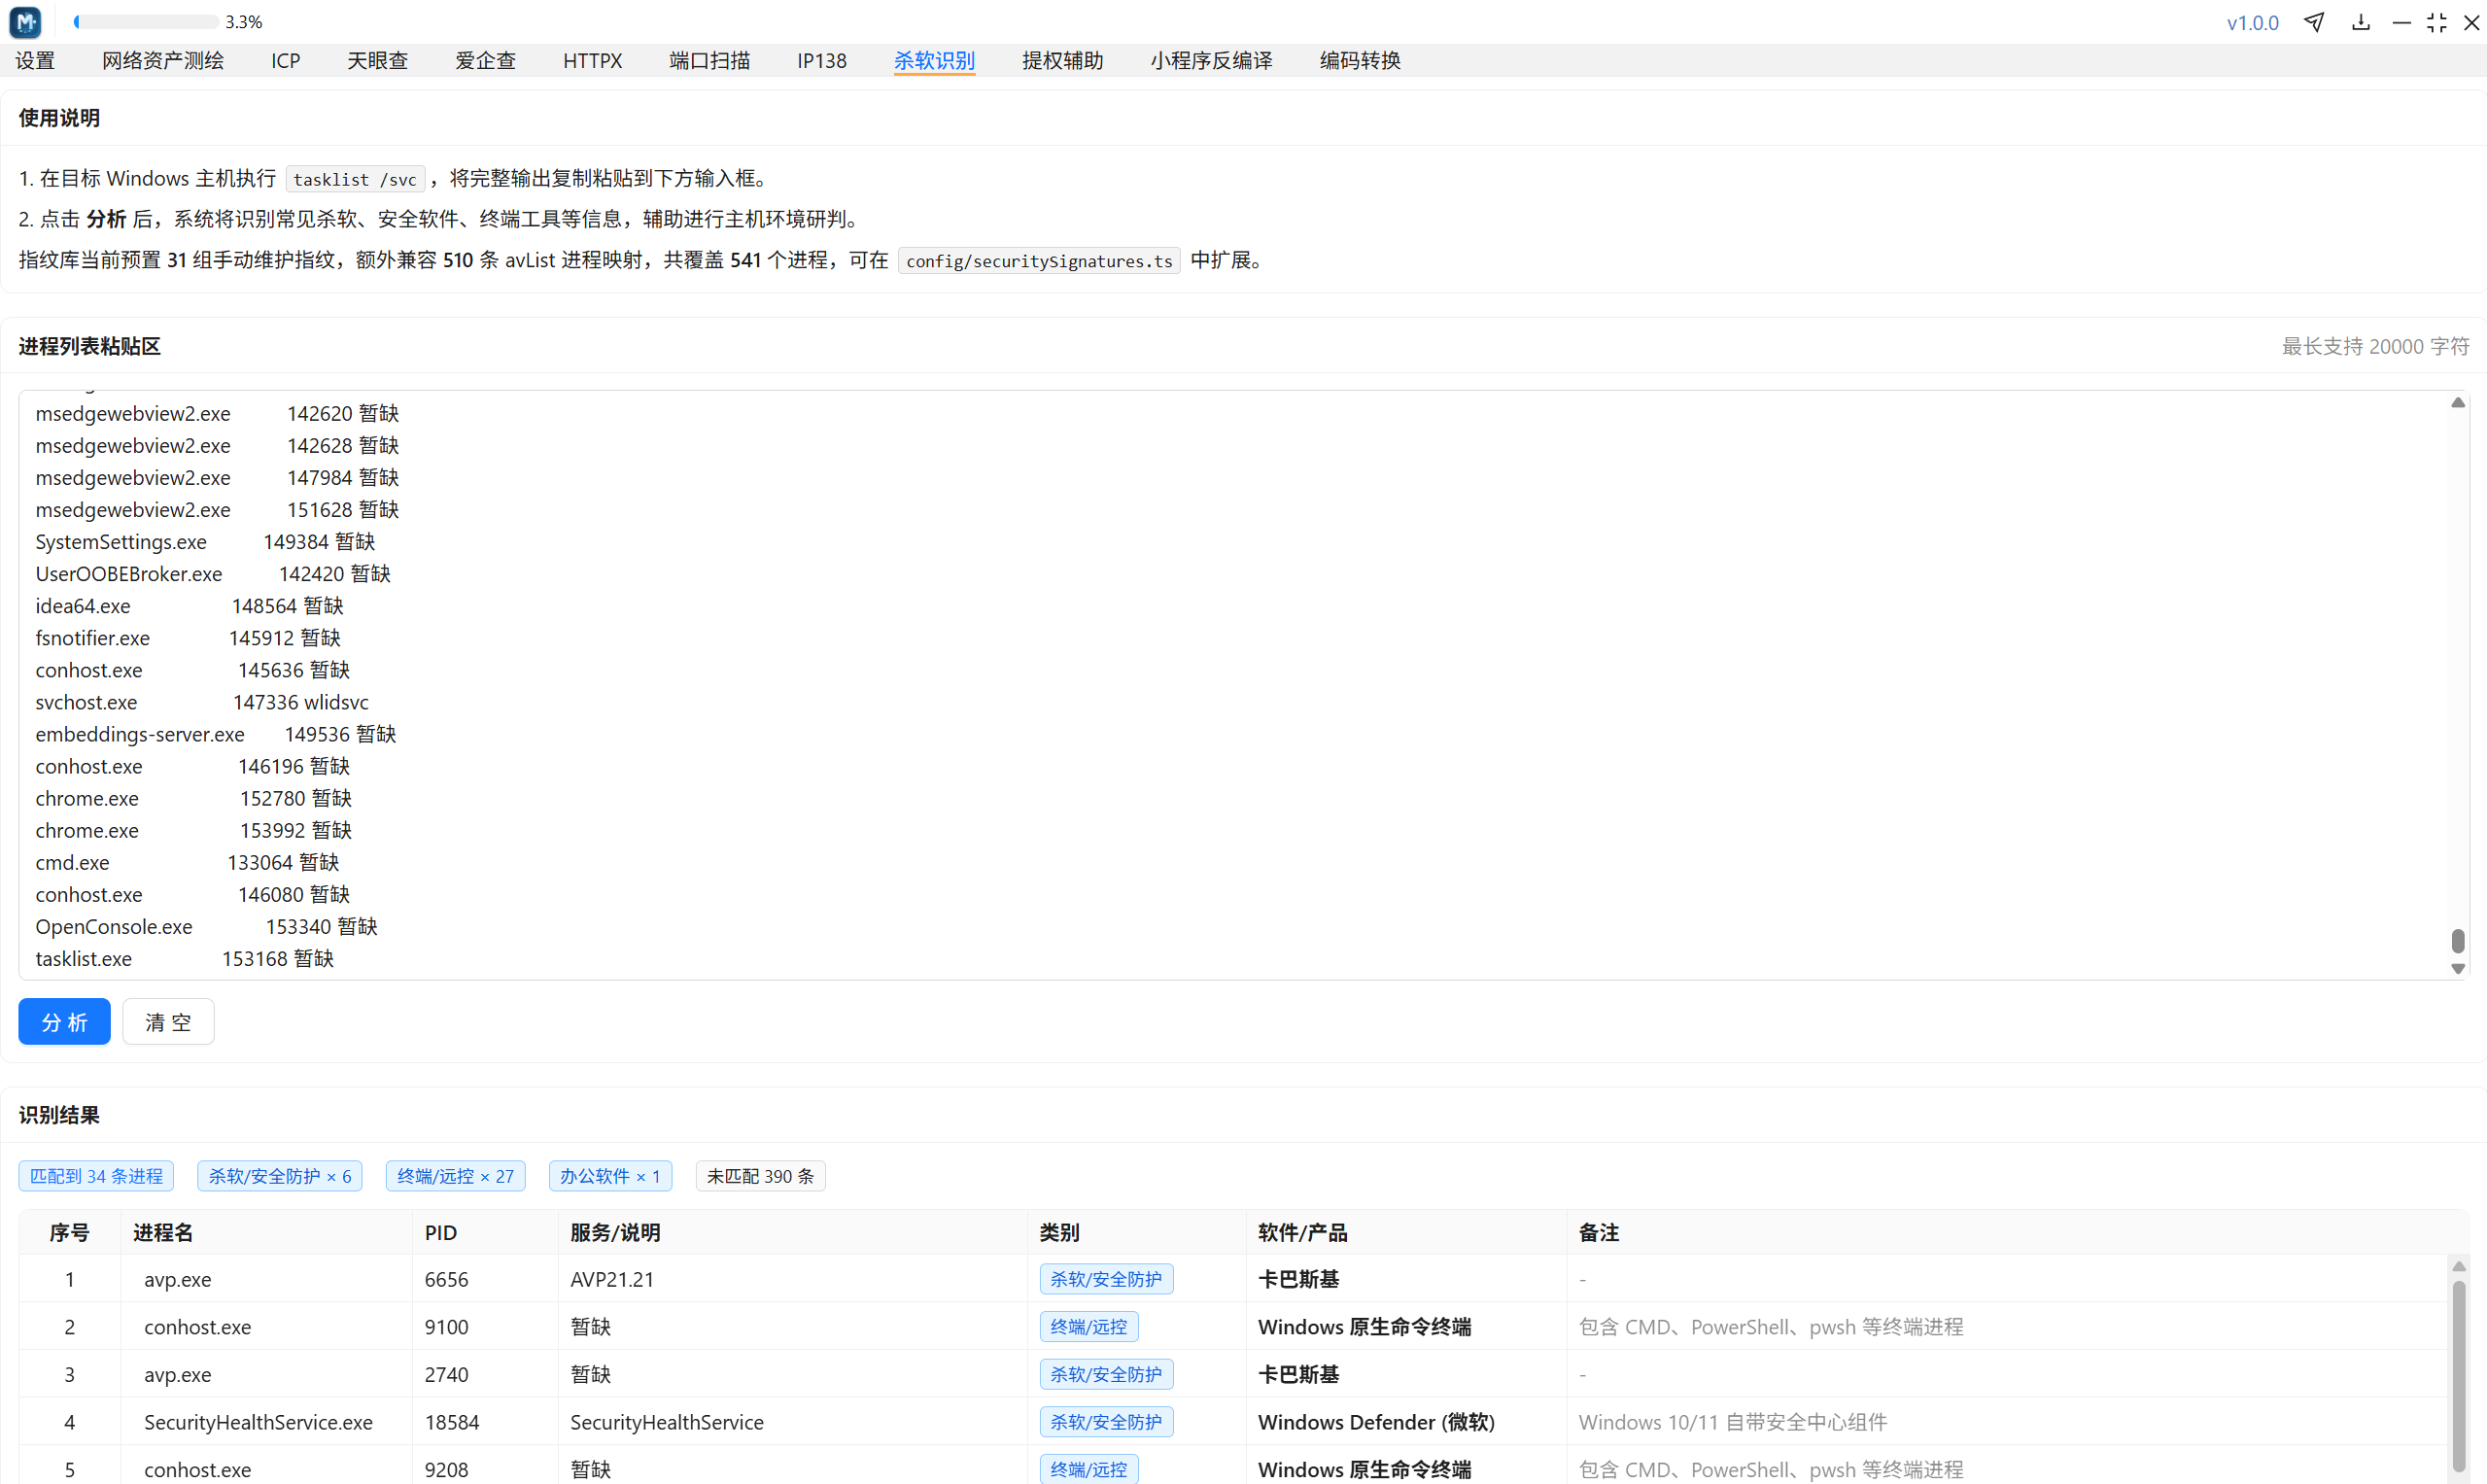 M
3.3%
v1.0.0
设置 网络资产测绘 ICP 天眼查 爱企查 HTTPX 端口扫描 IP138 杀软识别 提权辅助 小程序反编译 编码转换
使用说明
1. 在目标 Windows 主机执行 tasklist /svc ，将完整输出复制粘贴到下方输入框。
2. 点击 分析 后，系统将识别常见杀软、安全软件、终端工具等信息，辅助进行主机环境研判。
指纹库当前预置 31 组手动维护指纹，额外兼容 510 条 avList 进程映射，共覆盖 541 个进程，可在 config/securitySignatures.ts 中扩展。
进程列表粘贴区 最长支持 20000 字符
msedgewebview2.exe 142620 暂缺
msedgewebview2.exe 142628 暂缺
msedgewebview2.exe 147984 暂缺
msedgewebview2.exe 151628 暂缺
SystemSettings.exe 149384 暂缺
UserOOBEBroker.exe 142420 暂缺
idea64.exe 148564 暂缺
fsnotifier.exe 145912 暂缺
conhost.exe 145636 暂缺
svchost.exe 147336 wlidsvc
embeddings-server.exe 149536 暂缺
conhost.exe 146196 暂缺
chrome.exe 152780 暂缺
chrome.exe 153992 暂缺
cmd.exe 133064 暂缺
conhost.exe 146080 暂缺
OpenConsole.exe 153340 暂缺
tasklist.exe 153168 暂缺
分 析 清 空
识别结果
匹配到 34 条进程 杀软/安全防护 × 6 终端/远控 × 27 办公软件 × 1 未匹配 390 条
序号 进程名 PID 服务/说明 类别 软件/产品 备注
1 avp.exe 6656 AVP21.21 杀软/安全防护 卡巴斯基 -
2 conhost.exe 9100 暂缺 终端/远控 Windows 原生命令终端 包含 CMD、PowerShell、pwsh 等终端进程
3 avp.exe 2740 暂缺 杀软/安全防护 卡巴斯基 -
4 SecurityHealthService.exe 18584 SecurityHealthService 杀软/安全防护 Windows Defender (微软) Windows 10/11 自带安全中心组件
5 conhost.exe 9208 暂缺 终端/远控 Windows 原生命令终端 包含 CMD、PowerShell、pwsh 等终端进程